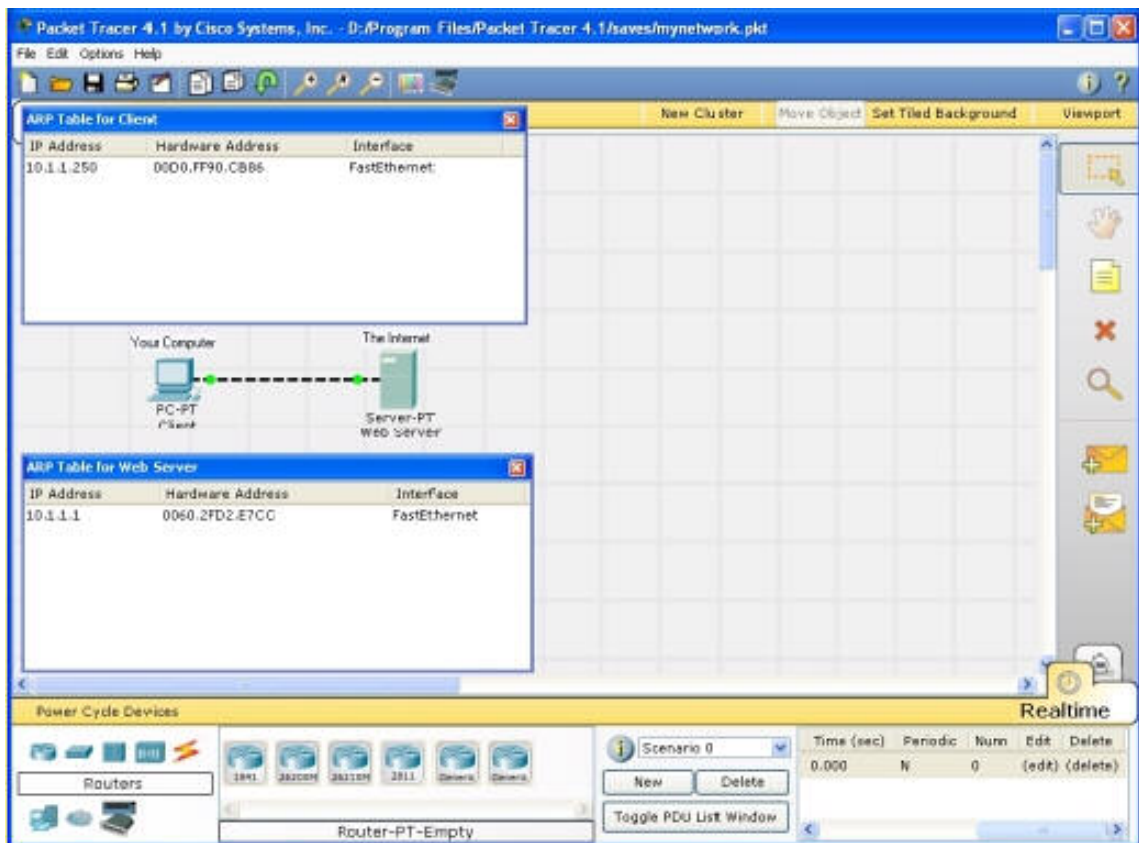 Packet Tracer 4.1 by Cisco Systems, Inc. - D:/Program Files/Packet Tracer 4.1/saves/mynetwork.pkt
File Edit Options Help
New Cluster Move Object Set Tiled Background Viewport
ARP Table for Client
IP Address Hardware Address Interface
10.1.1.250 00D0.FF90.CB86 FastEthernet
Your Computer The Internet
PC-PT Server-PT
Client Web Server
ARP Table for Web Server
IP Address Hardware Address Interface
10.1.1.1 0060.2FD2.E7CC FastEthernet
Power Cycle Devices Realtime
Routers
1841 2620XM 2621XM 2811 Generic Generic
Router-PT-Empty
Scenario 0
New Delete
Toggle PDU List Window
Time (sec) Periodic Num Edit Delete
0.000 N 0 (edit) (delete)